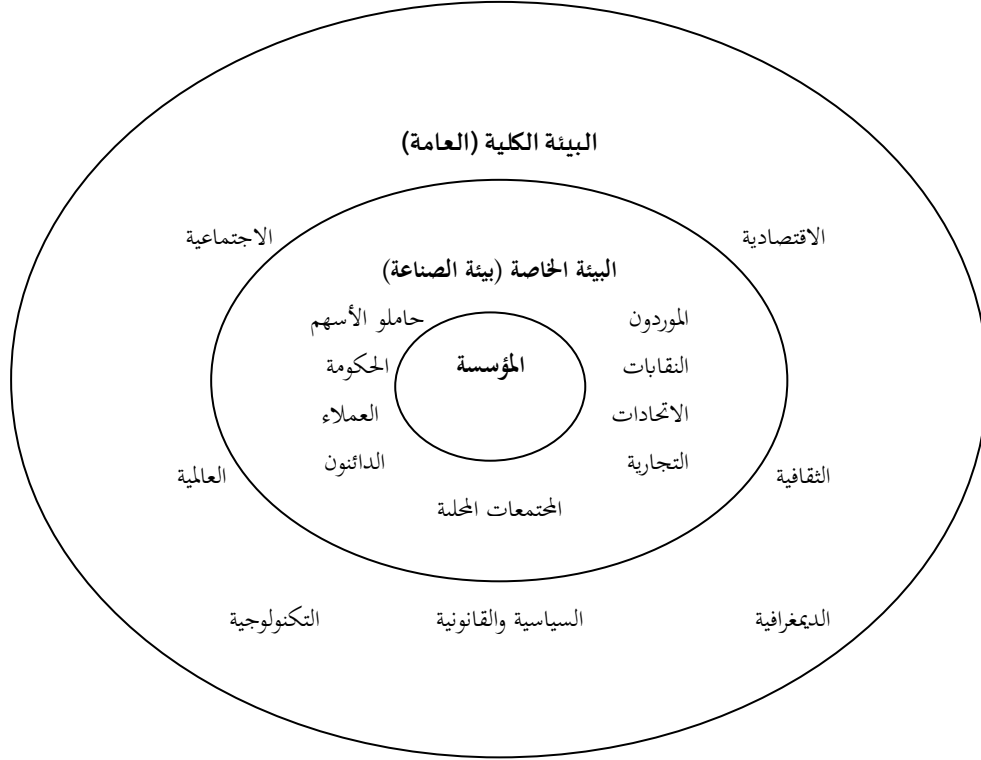 البيئة الكلية (العامة)
الاقتصادية
الاجتماعية
البيئة الخاصة (بيئة الصناعة)
الموردون
حاملو الأسهم
النقابات
المؤسسة
الحكومة
الاتحادات
العملاء
التجارية
الدائنون
الثقافية
العالمية
المجتمعات المحلية
الديمغرافية
السياسية والقانونية
التكنولوجية